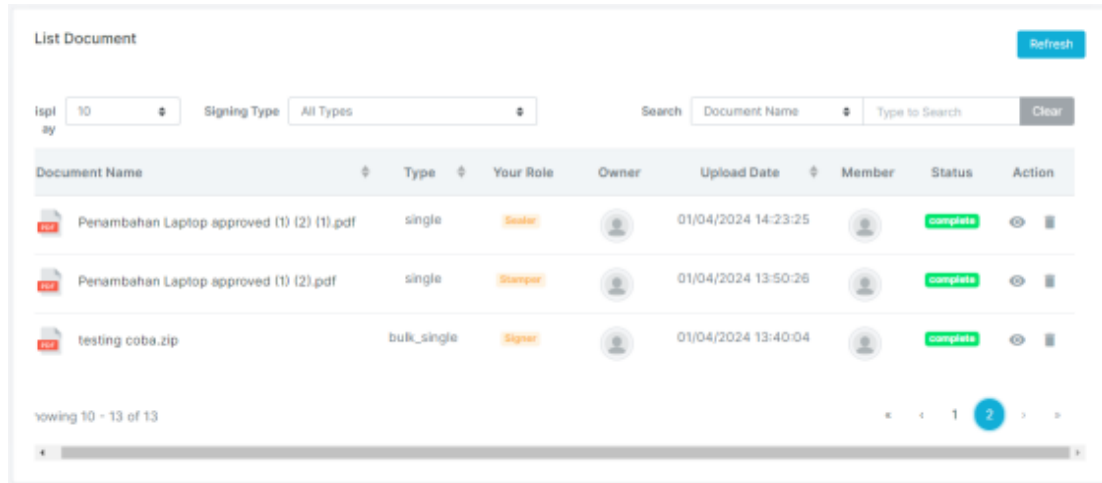 List Document
Refresh
ispl
ay
10
Signing Type
All Types
Search
Document Name
Type to Search
Clear
Document Name Type Your Role Owner Upload Date Member Status Action
PDF Penambahan Laptop approved (1) (2) (1).pdf single Sealer 01/04/2024 14:23:25 complete
PDF Penambahan Laptop approved (1) (2).pdf single Stamper 01/04/2024 13:50:26 complete
PDF testing coba.zip bulk_single Signer 01/04/2024 13:40:04 complete
howing 10 - 13 of 13
« ‹ 1 2 › »